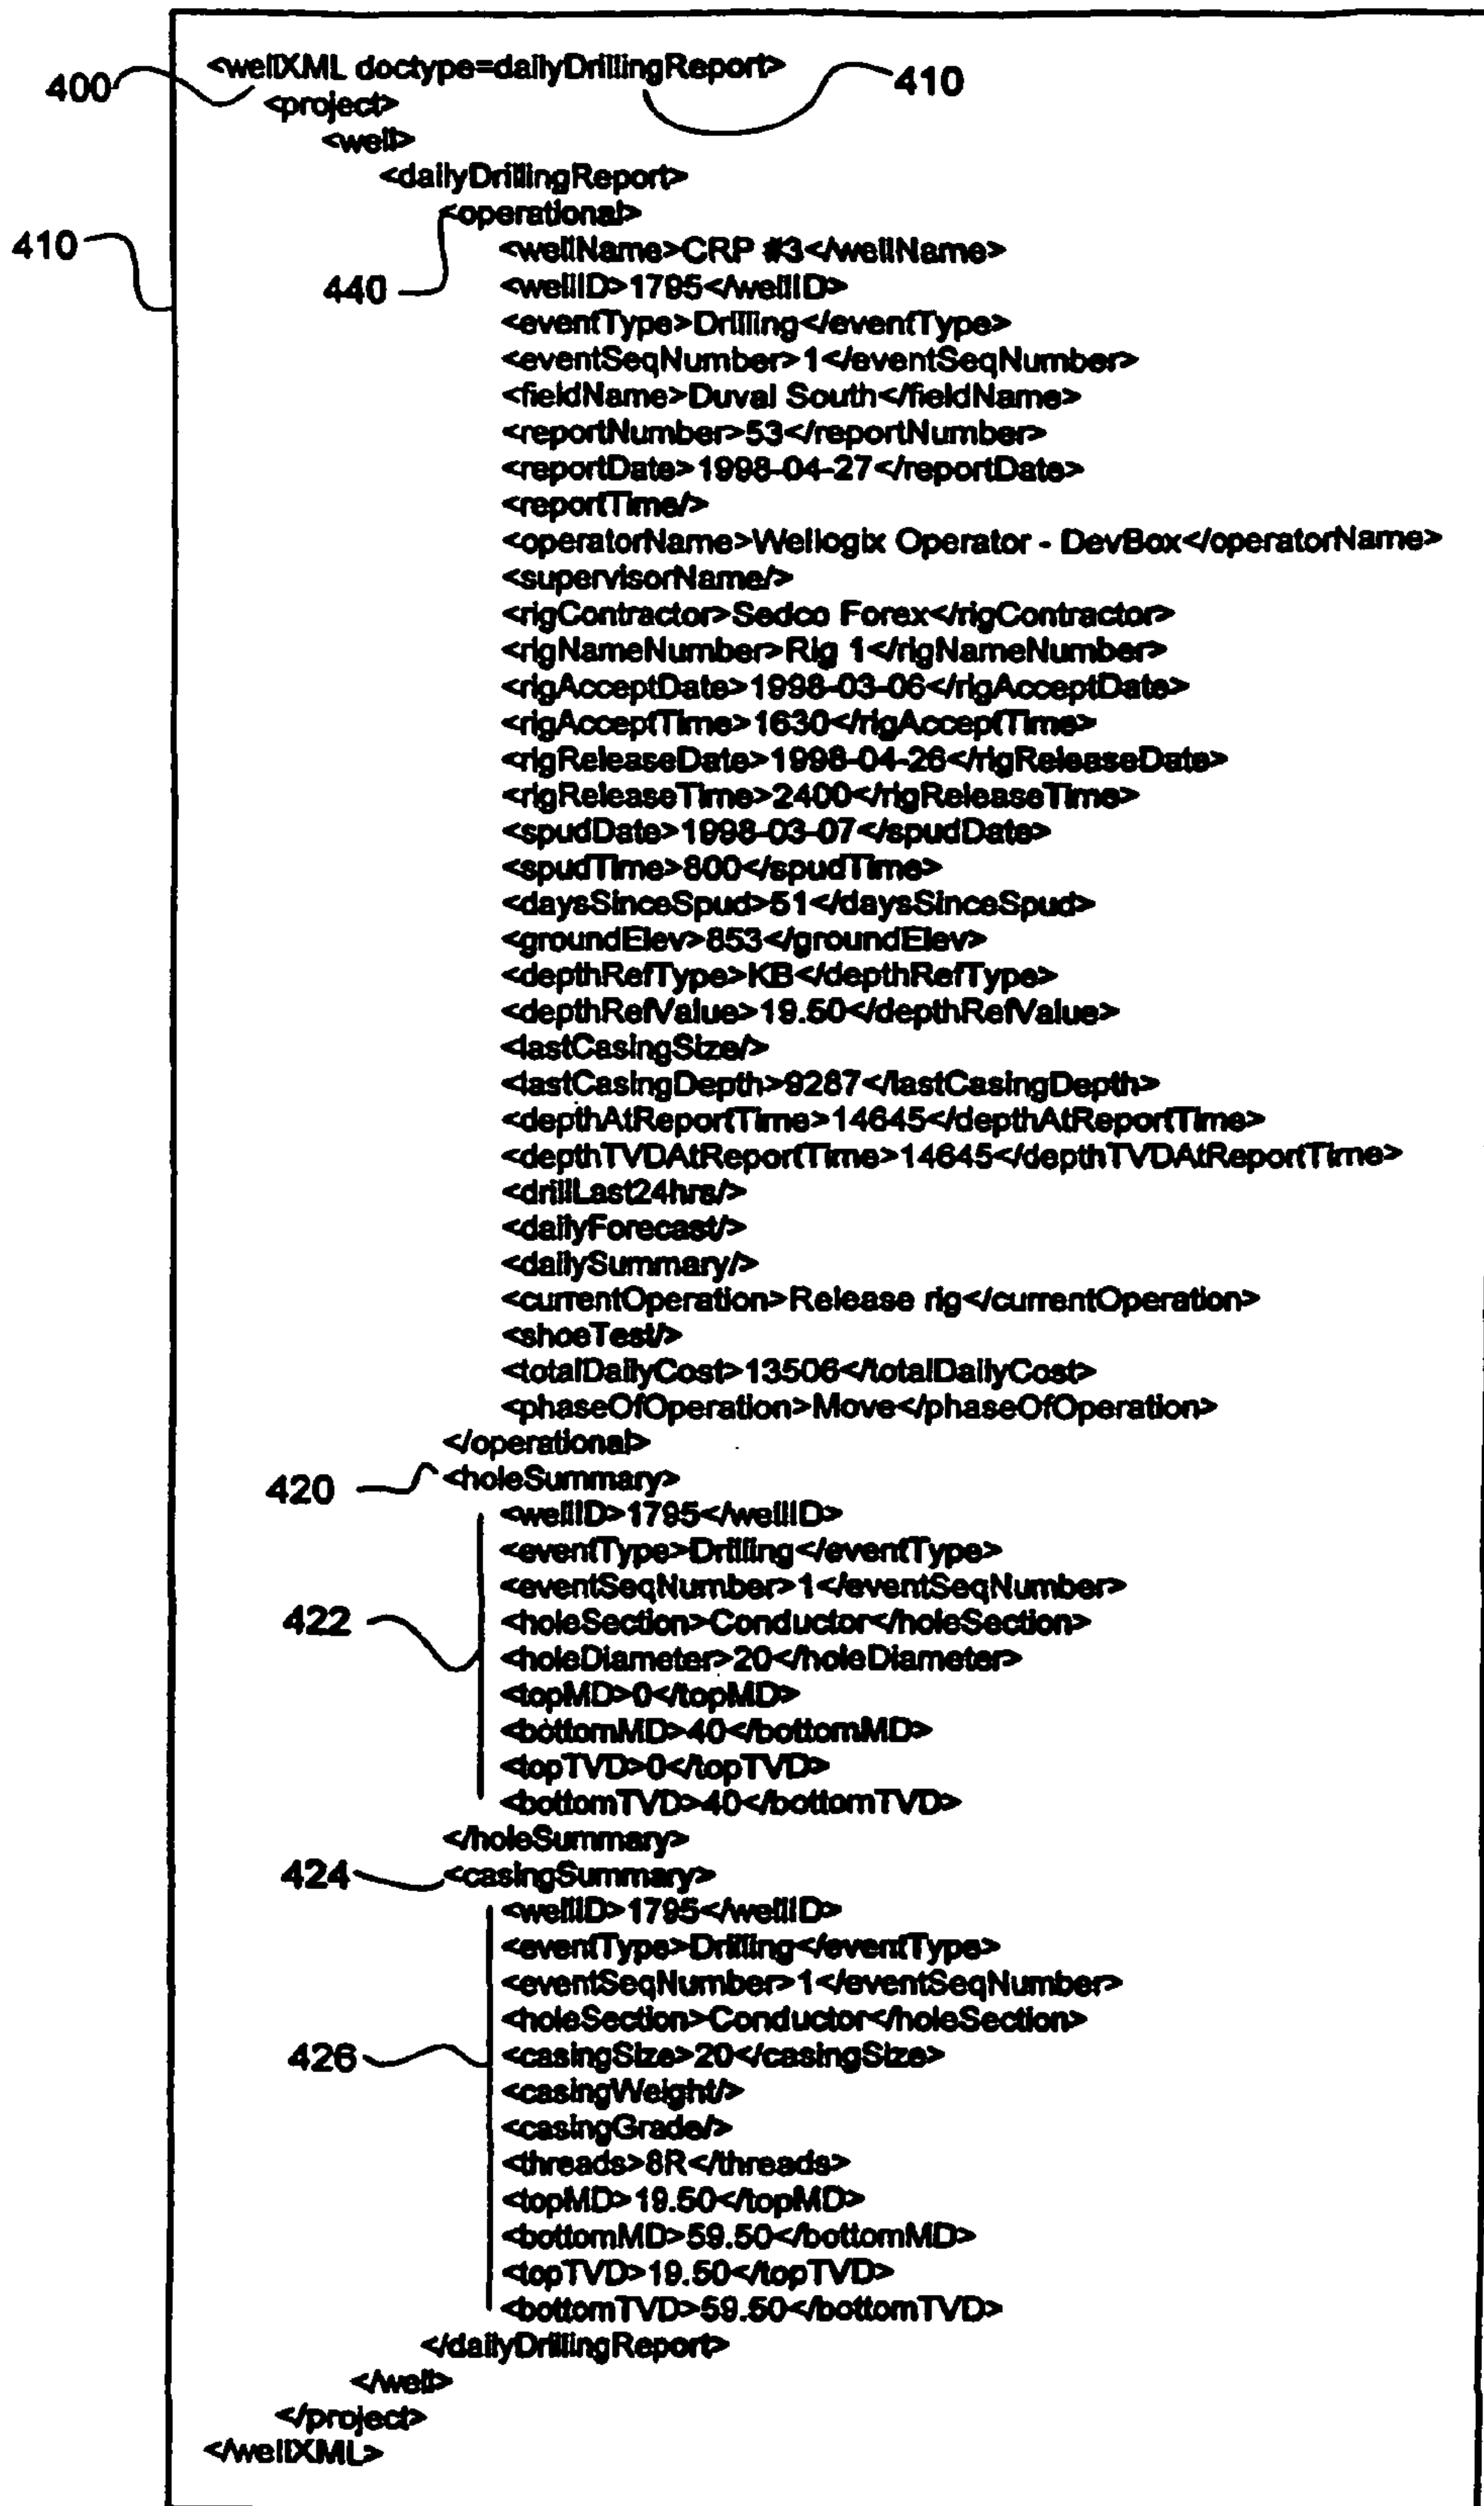 <wellXML doctype=dailyDrillingReport>
400
410
<project>
<well>
<dailyDrillingReport>
<operational>
410
<wellName>CRP #3</wellName>
440
<wellID>1795</wellID>
<eventType>Drilling</eventType>
<eventSeqNumber>1</eventSeqNumber>
<fieldName>Duval South</fieldName>
<reportNumber>53</reportNumber>
<reportDate>1998-04-27</reportDate>
<reportTime/>
<operatorName>Wellogix Operator - DevBox</operatorName>
<supervisorName/>
<rigContractor>Sedco Forex</rigContractor>
<rigNameNumber>Rig 1</rigNameNumber>
<rigAcceptDate>1998-03-06</rigAcceptDate>
<rigAcceptTime>1630</rigAcceptTime>
<rigReleaseDate>1998-04-26</rigReleaseDate>
<rigReleaseTime>2400</rigReleaseTime>
<spudDate>1998-03-07</spudDate>
<spudTime>800</spudTime>
<daysSinceSpud>51</daysSinceSpud>
<groundElev>853</groundElev>
<depthRefType>KB</depthRefType>
<depthRefValue>19.50</depthRefValue>
<lastCasingSize/>
<lastCasingDepth>9287</lastCasingDepth>
<depthAtReportTime>14645</depthAtReportTime>
<depthTVDAtReportTime>14645</depthTVDAtReportTime>
<drillLast24hrs/>
<dailyForecast/>
<dailySummary/>
<currentOperation>Release rig</currentOperation>
<shoeTest/>
<totalDailyCost>13506</totalDailyCost>
<phaseOfOperation>Move</phaseOfOperation>
</operational>
420
<holeSummary>
<wellID>1795</wellID>
<eventType>Drilling</eventType>
<eventSeqNumber>1</eventSeqNumber>
422
<holeSection>Conductor</holeSection>
<holeDiameter>20</holeDiameter>
<topMD>0</topMD>
<bottomMD>40</bottomMD>
<topTVD>0</topTVD>
<bottomTVD>40</bottomTVD>
</holeSummary>
424
<casingSummary>
<wellID>1795</wellID>
<eventType>Drilling</eventType>
<eventSeqNumber>1</eventSeqNumber>
<holeSection>Conductor</holeSection>
426
<casingSize>20</casingSize>
<casingWeight/>
<casingGrade/>
<threads>8R</threads>
<topMD>19.50</topMD>
<bottomMD>59.50</bottomMD>
<topTVD>19.50</topTVD>
<bottomTVD>59.50</bottomTVD>
</dailyDrillingReport>
</well>
</project>
</wellXML>